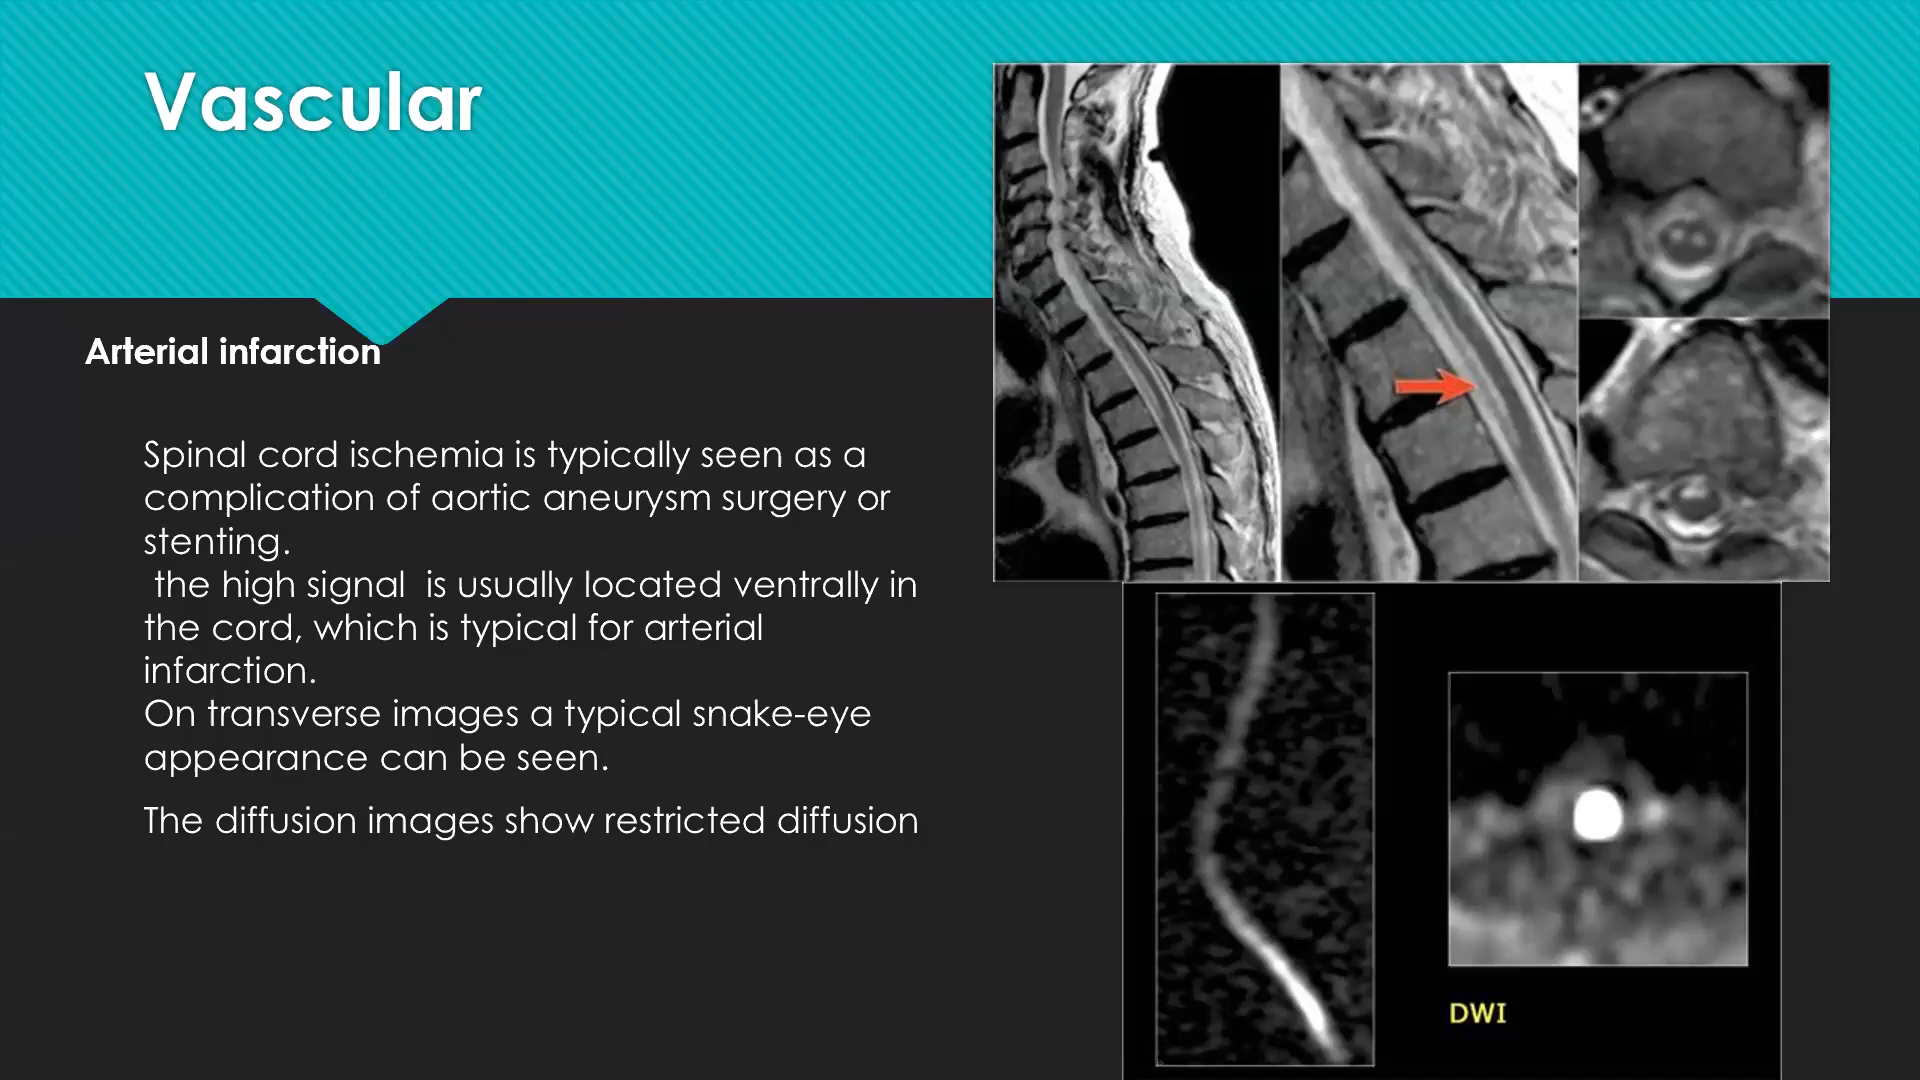 Vascular
Arterial infarction
Spinal cord ischemia is typically seen as a
complication of aortic aneurysm surgery or
stenting.
the high signal  is usually located ventrally in
the cord, which is typical for arterial
infarction.
On transverse images a typical snake-eye
appearance can be seen.
The diffusion images show restricted diffusion
DWI